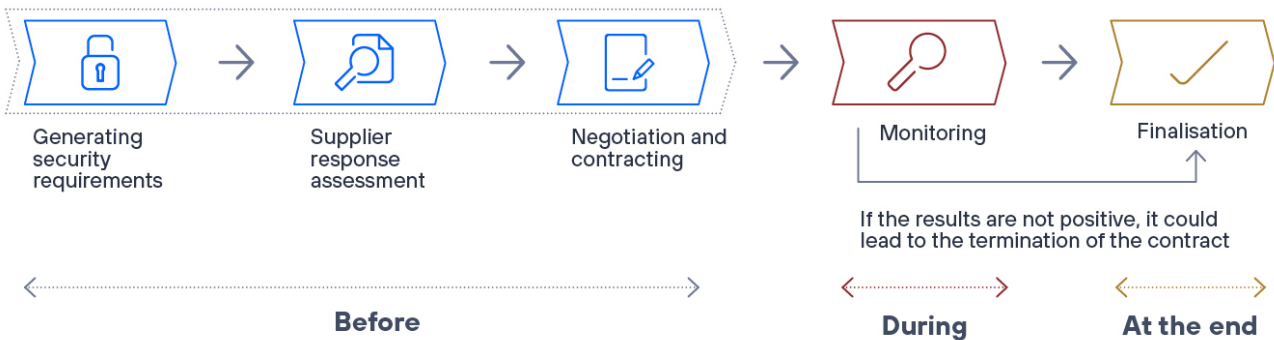 Generating
security
requirements
Supplier
response
assessment
Negotiation and
contracting
Monitoring
Finalisation
If the results are not positive, it could
lead to the termination of the contract
Before
During
At the end